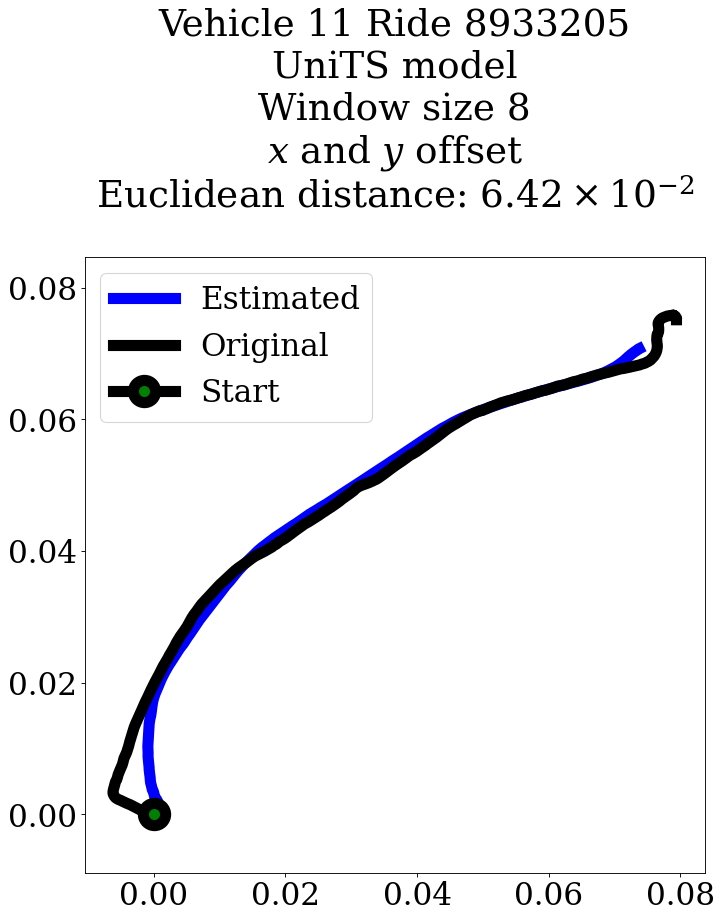 Vehicle 11 Ride 8933205
UniTS model
Window size 8
x and y offset
Euclidean distance: 6.42 × 10⁻²
Estimated
Original
Start
0.08
0.06
0.04
0.02
0.00
0.00 0.02 0.04 0.06 0.08